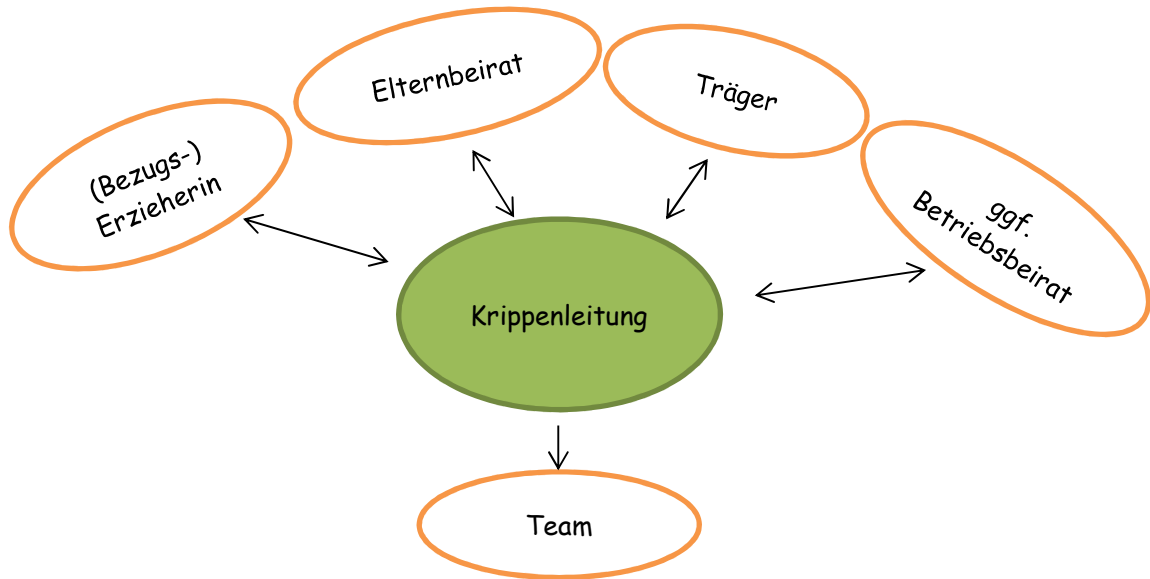 (Bezugs-)
Erzieherin
Elternbeirat
Träger
ggf.
Betriebsbeirat
Krippenleitung
Team